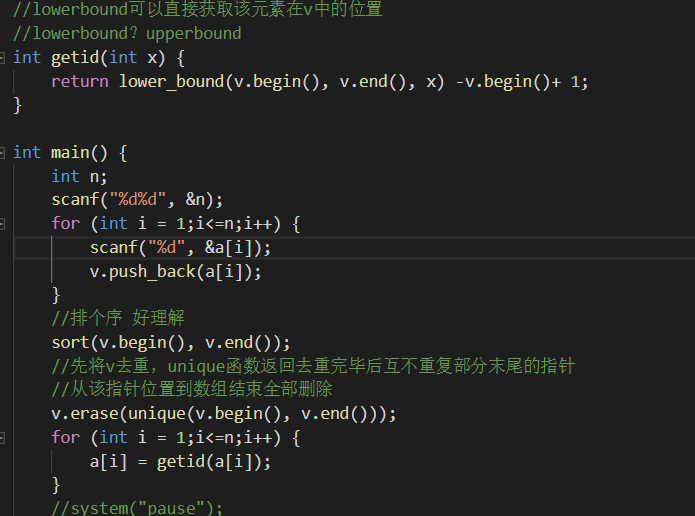 //lowerbound可以直接获取该元素在v中的位置
//lowerbound？upperbound
int getid(int x) {
    return lower_bound(v.begin(), v.end(), x) -v.begin()+ 1;
}
int main() {
    int n;
    scanf("%d%d", &n);
    for (int i = 1;i<=n;i++) {
        scanf("%d", &a[i]);
        v.push_back(a[i]);
    }
    //排个序 好理解
    sort(v.begin(), v.end());
    //先将v去重，unique函数返回去重完毕后互不重复部分末尾的指针
    //从该指针位置到数组结束全部删除
    v.erase(unique(v.begin(), v.end()));
    for (int i = 1;i<=n;i++) {
        a[i] = getid(a[i]);
    }
    //system("pause");